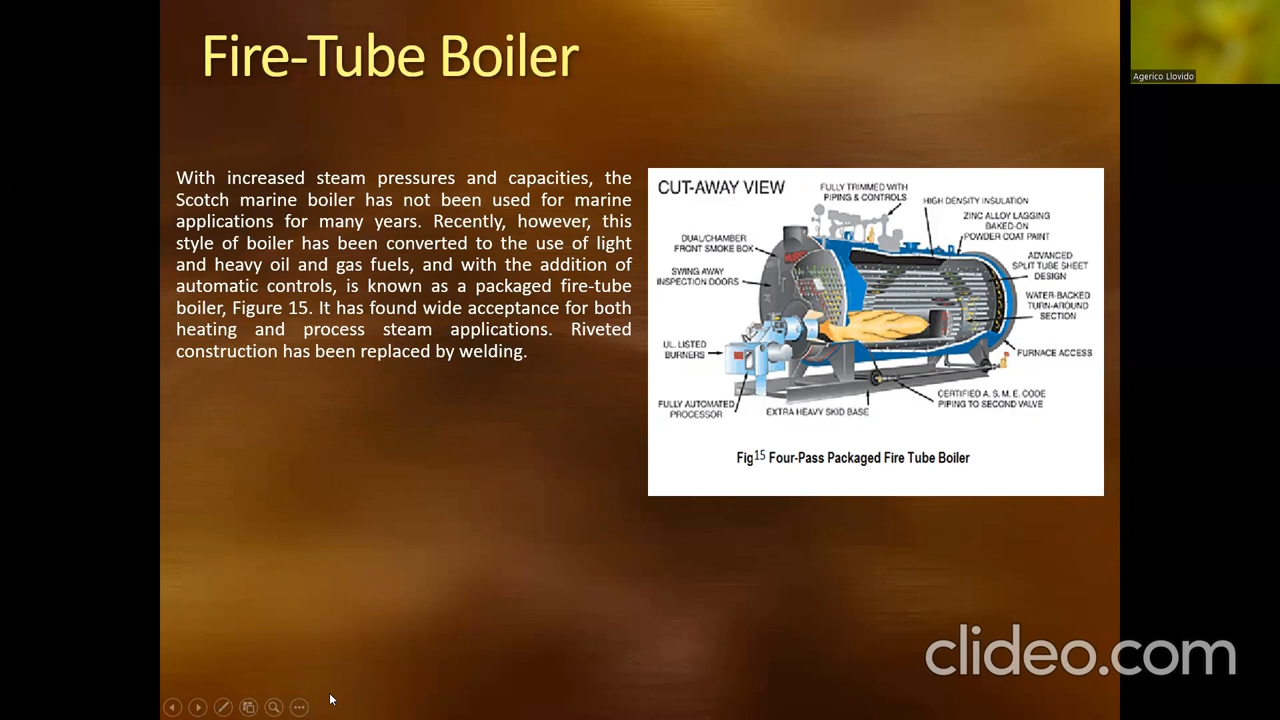 Fire-Tube Boiler
Agerico Llovido
With increased steam pressures and capacities, the
Scotch marine boiler has not been used for marine
applications for many years. Recently, however, this
style of boiler has been converted to the use of light
and heavy oil and gas fuels, and with the addition of
automatic controls, is known as a packaged fire-tube
boiler, Figure 15. It has found wide acceptance for both
heating and process steam applications. Riveted
construction has been replaced by welding.
CUT-AWAY VIEW
FULLY TRIMMED WITH
PIPING & CONTROLS
HIGH DENSITY INSULATION
ZINC ALLOY LAGGING
BAKED-ON
POWDER COAT PAINT
DUAL/CHAMBER
FRONT SMOKE BOX
ADVANCED
SPLIT TUBE SHEET
DESIGN
SWING AWAY
INSPECTION DOORS
WATER-BACKED
TURN-AROUND
SECTION
UL. LISTED
BURNERS
FURNACE ACCESS
FULLY AUTOMATED
PROCESSOR
EXTRA HEAVY SKID BASE
CERTIFIED A. S. M. E. CODE
PIPING TO SECOND VALVE
Fig15 Four-Pass Packaged Fire Tube Boiler
clideo.com